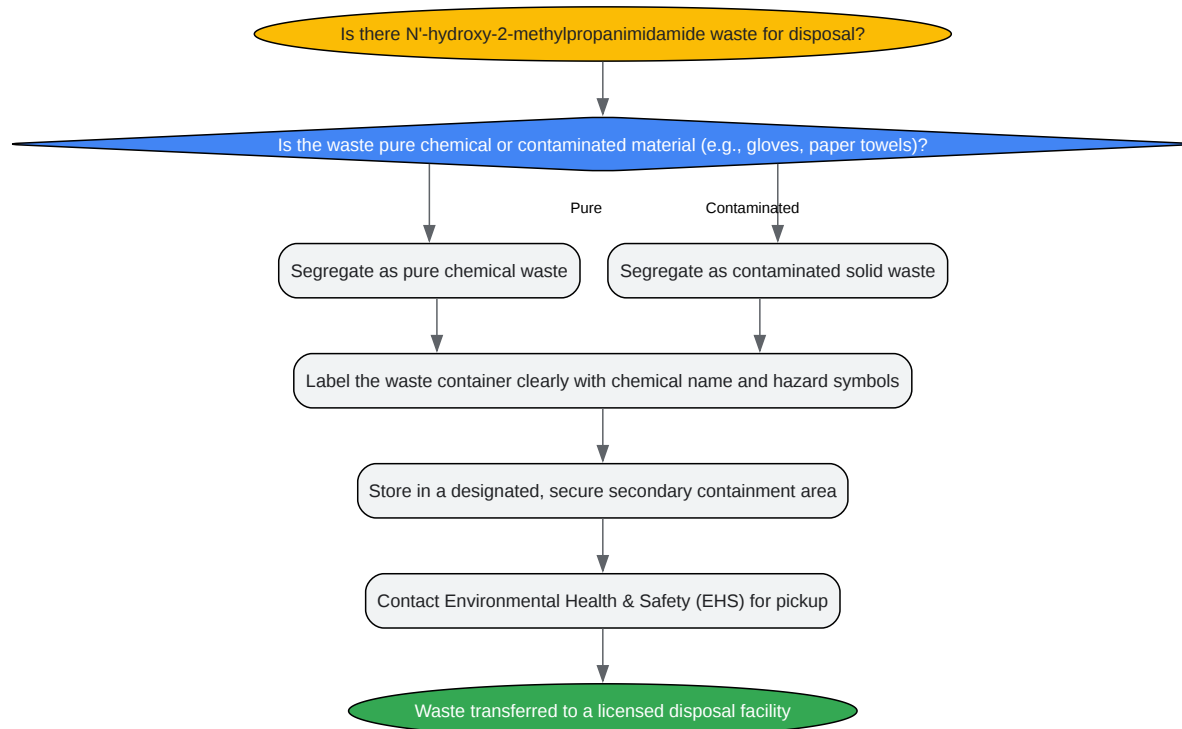 Is there N'-hydroxy-2-methylpropanimidamide waste for disposal?
Is the waste pure chemical or contaminated material (e.g., gloves, paper towels)?
Pure
Contaminated
Segregate as pure chemical waste
Segregate as contaminated solid waste
Label the waste container clearly with chemical name and hazard symbols
Store in a designated, secure secondary containment area
Contact Environmental Health & Safety (EHS) for pickup
Waste transferred to a licensed disposal facility